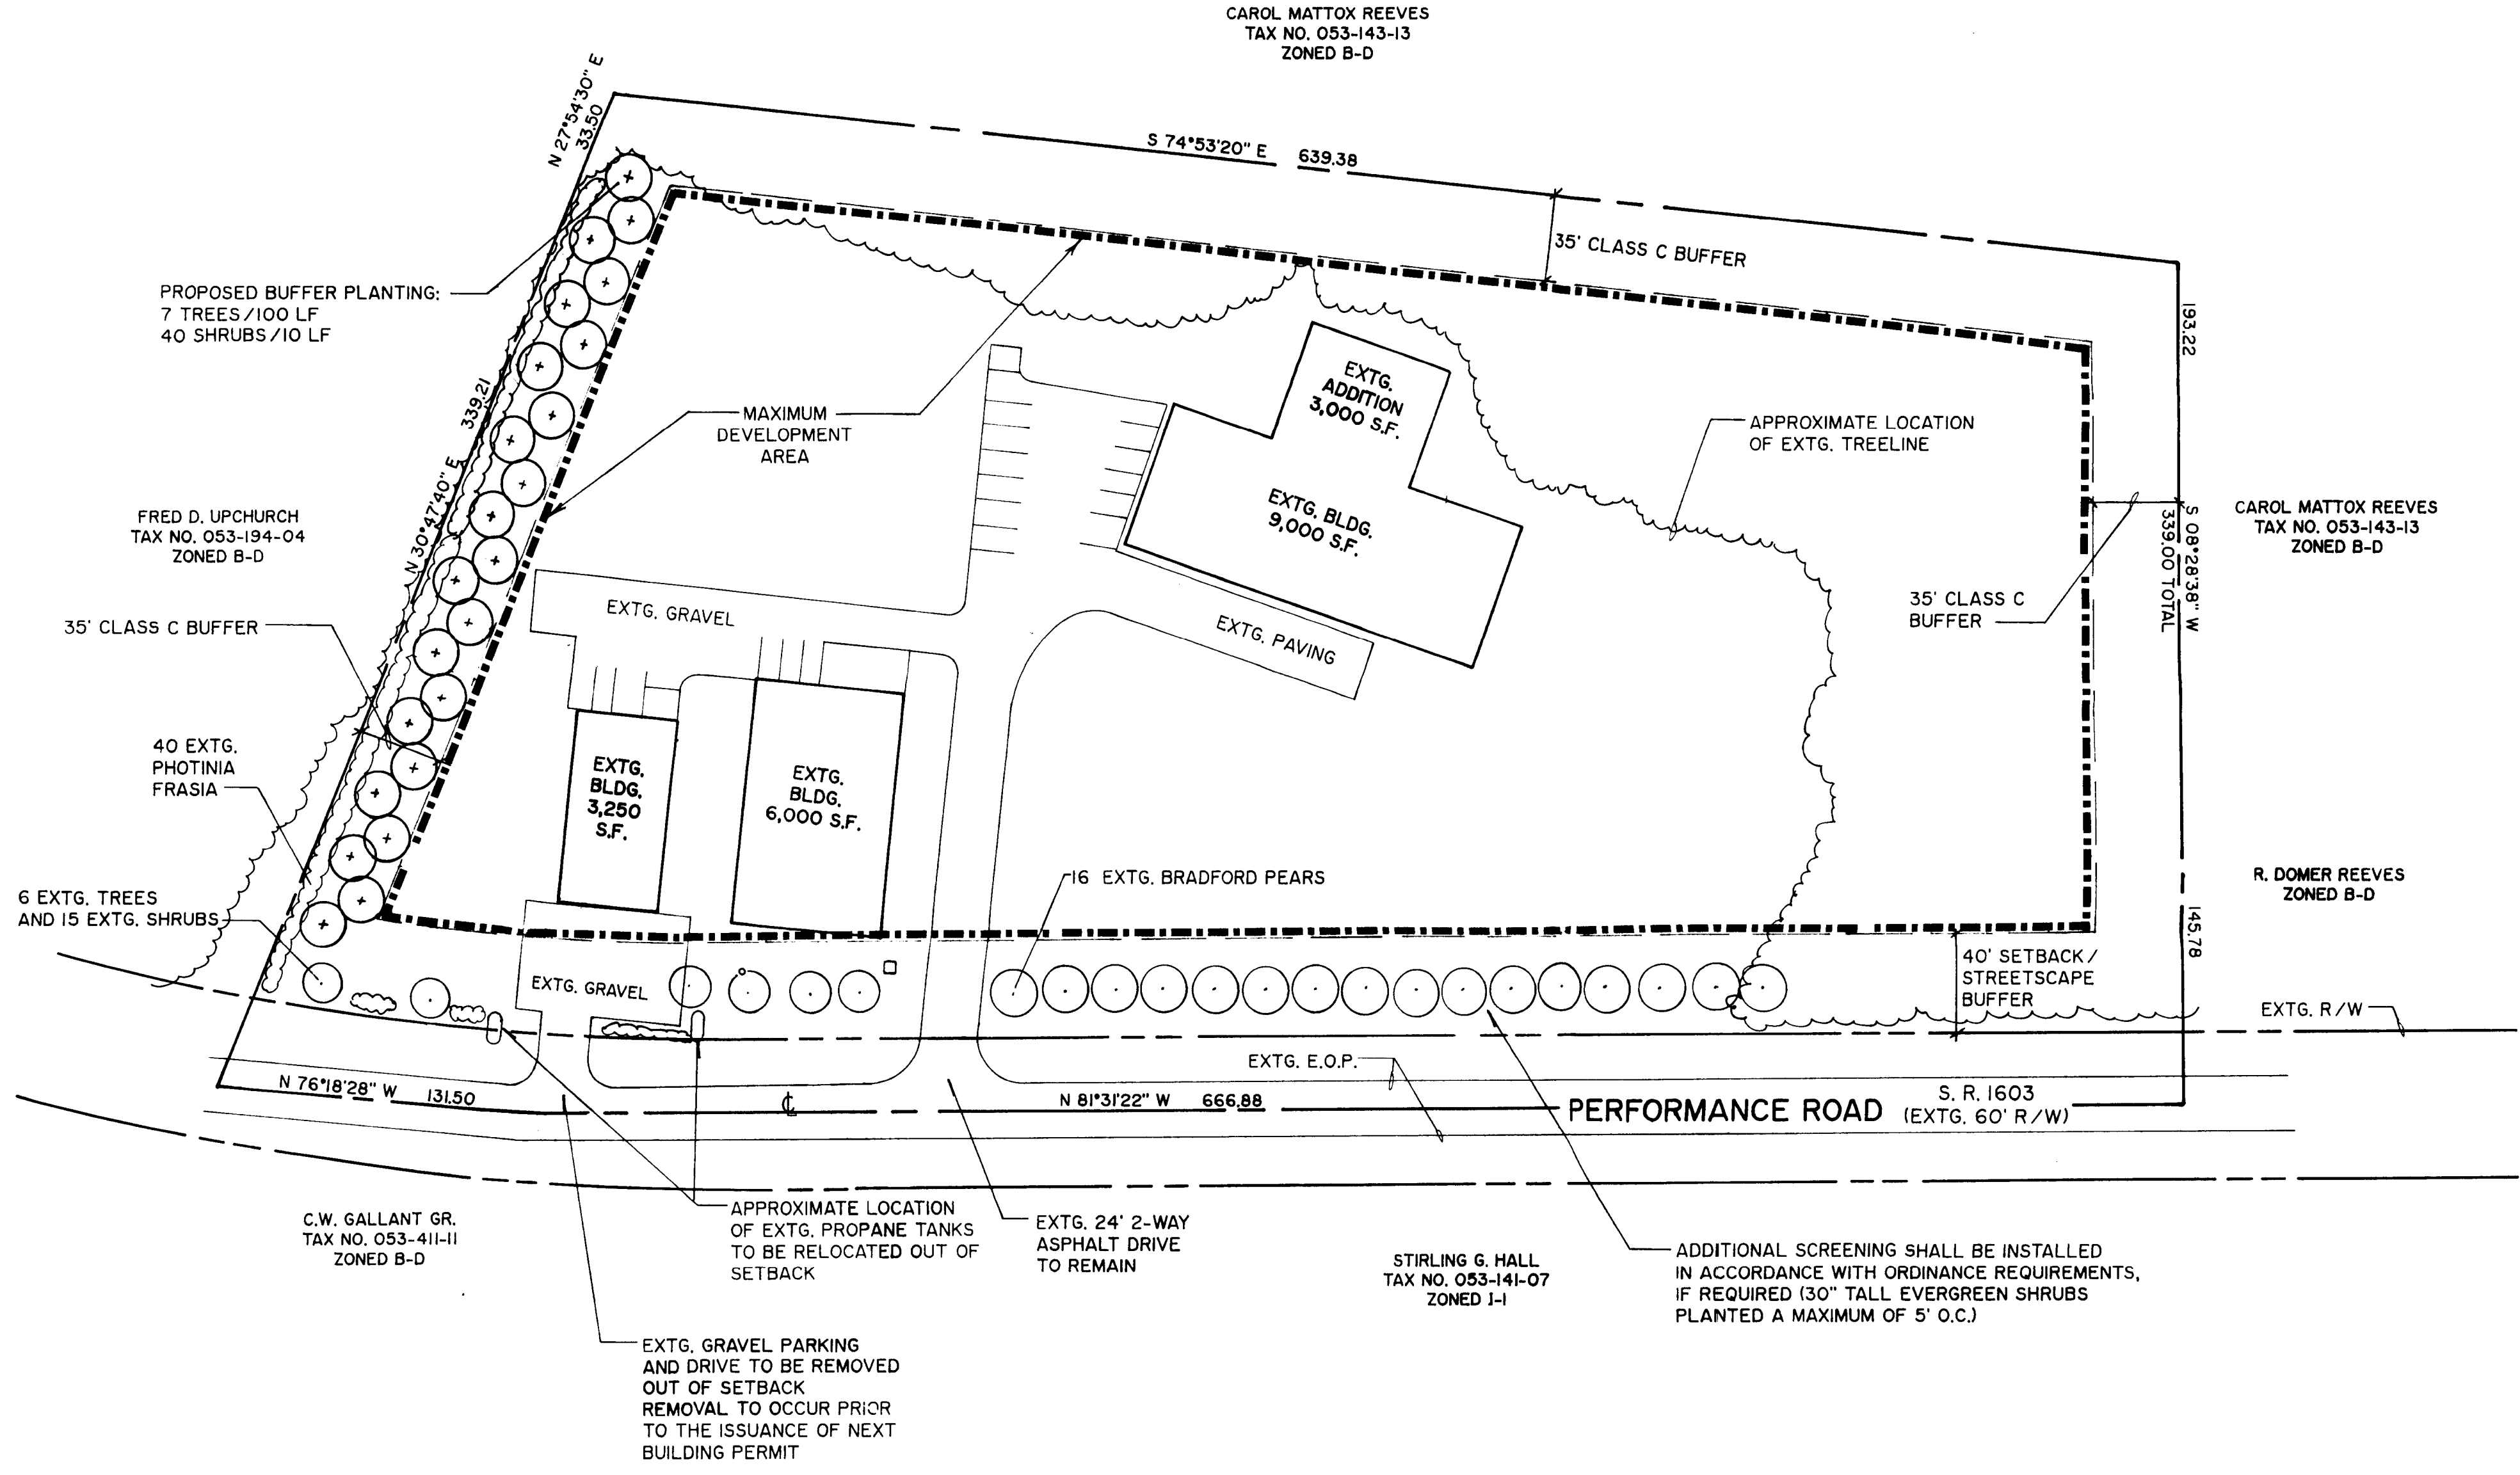 CAROL MATTOX REEVES
TAX NO. 053-143-13
ZONED B-D
N 27°54'30" E
33.50
S 74°53'20" E 639.38
35' CLASS C BUFFER
PROPOSED BUFFER PLANTING:
7 TREES/100 LF
40 SHRUBS/10 LF
193.22
339.21
N 30°47'40" E
MAXIMUM
DEVELOPMENT
AREA
EXTG.
ADDITION
3,000 S.F.
APPROXIMATE LOCATION
OF EXTG. TREELINE
EXTG. BLDG.
9,000 S.F.
FRED D. UPCHURCH
TAX NO. 053-194-04
ZONED B-D
CAROL MATTOX REEVES
TAX NO. 053-143-13
ZONED B-D
S 08°28'38" W
339.00 TOTAL
35' CLASS C
BUFFER
EXTG. GRAVEL
35' CLASS C BUFFER
EXTG. PAVING
40 EXTG.
PHOTINIA
FRASIA
EXTG.
BLDG.
3,250
S.F.
EXTG.
BLDG.
6,000 S.F.
16 EXTG. BRADFORD PEARS
R. DOMER REEVES
ZONED B-D
6 EXTG. TREES
AND 15 EXTG. SHRUBS
145.78
40' SETBACK/
STREETSCAPE
BUFFER
EXTG. GRAVEL
EXTG. R/W
EXTG. E.O.P.
N 76°18'28" W 131.50
℄
N 81°31'22" W 666.88
PERFORMANCE ROAD
S. R. 1603
(EXTG. 60' R/W)
C.W. GALLANT GR.
TAX NO. 053-411-11
ZONED B-D
APPROXIMATE LOCATION
OF EXTG. PROPANE TANKS
TO BE RELOCATED OUT OF
SETBACK
EXTG. 24' 2-WAY
ASPHALT DRIVE
TO REMAIN
STIRLING G. HALL
TAX NO. 053-141-07
ZONED I-I
ADDITIONAL SCREENING SHALL BE INSTALLED
IN ACCORDANCE WITH ORDINANCE REQUIREMENTS,
IF REQUIRED (30" TALL EVERGREEN SHRUBS
PLANTED A MAXIMUM OF 5' O.C.)
EXTG. GRAVEL PARKING
AND DRIVE TO BE REMOVED
OUT OF SETBACK
REMOVAL TO OCCUR PRIOR
TO THE ISSUANCE OF NEXT
BUILDING PERMIT